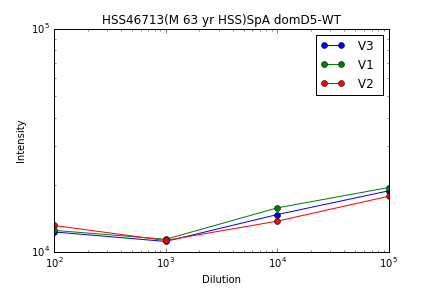 HSS46713(M 63 yr HSS)SpA domD5-WT
10^5
V3
V1
V2
Intensity
10^4
10^2
10^3
10^4
10^5
Dilution